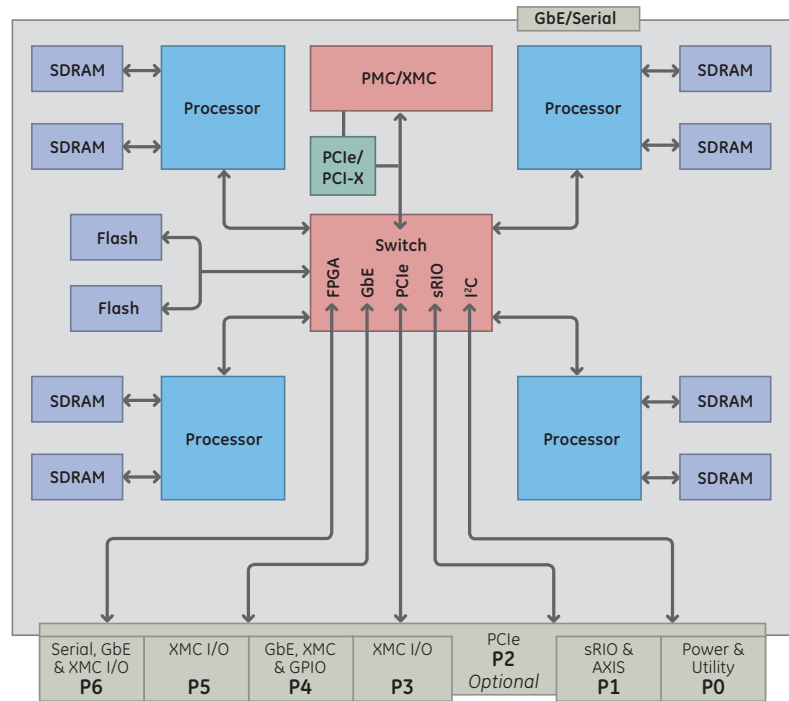 GbE/Serial
SDRAM
SDRAM
Processor
PMC/XMC
PCIe/
PCI-X
Processor
SDRAM
SDRAM
Flash
Flash
Switch
FPGA
GbE
PCIe
sRIO
I²C
SDRAM
SDRAM
Processor
Processor
SDRAM
SDRAM
Serial, GbE
& XMC I/O
P6
XMC I/O
P5
GbE, XMC
& GPIO
P4
XMC I/O
P3
PCIe
P2
Optional
sRIO &
AXIS
P1
Power &
Utility
P0